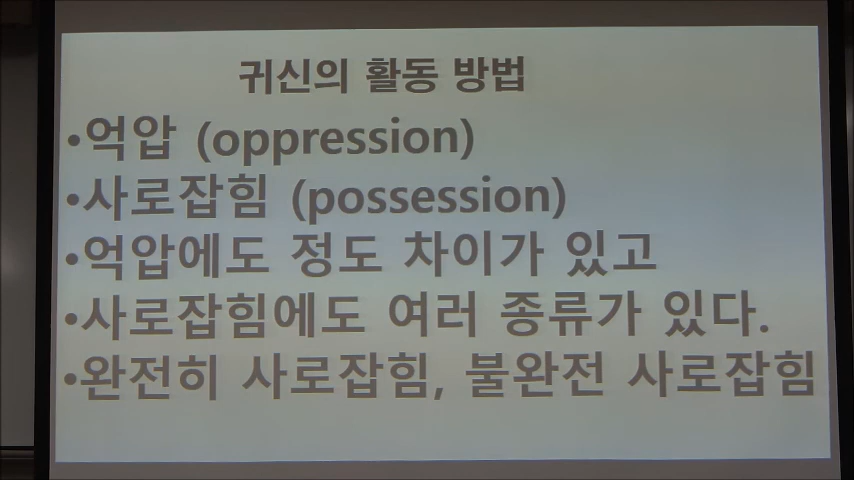 귀신의 활동 방법
•억압 (oppression)
•사로잡힘 (possession)
•억압에도 정도 차이가 있고
•사로잡힘에도 여러 종류가 있다.
•완전히 사로잡힘, 불완전 사로잡힘